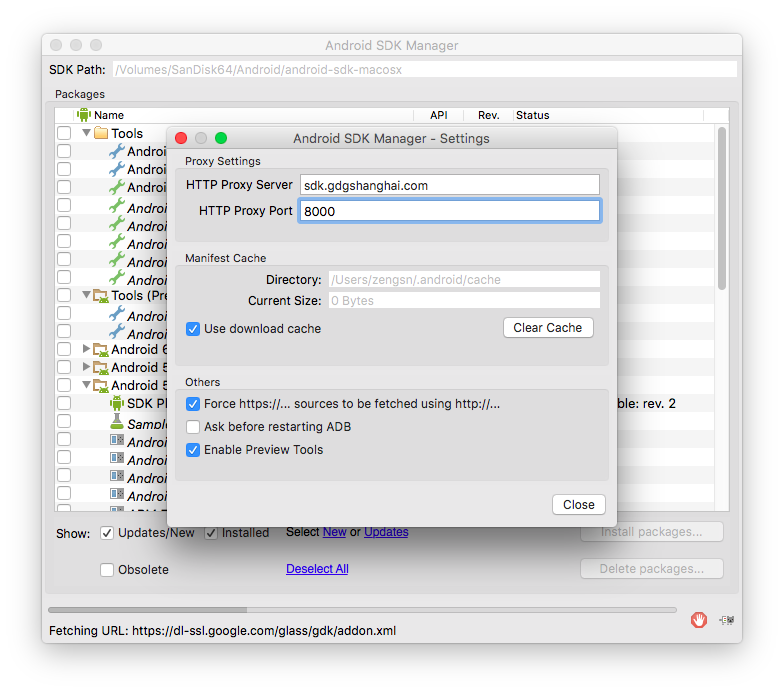 Android SDK Manager
SDK Path: /Volumes/SanDisk64/Android/android-sdk-macosx
Packages
Name API Rev. Status
Tools
Android SDK Manager - Settings
Proxy Settings
HTTP Proxy Server sdk.gdgshanghai.com
HTTP Proxy Port 8000
Manifest Cache
Directory: /Users/zengsn/.android/cache
Current Size: 0 Bytes
Use download cache Clear Cache
Others
Force https://... sources to be fetched using http://...
Ask before restarting ADB
Enable Preview Tools
Close
Androi
Androi
Androi
Androi
Androi
Androi
Androi
Androi
Tools (Pre
Androi
Androi
Android 6
Android 5
Android 5
SDK Pl ble: rev. 2
Sampl
Androi
Androi
Androi
Androi
Show: Updates/New Installed Select New or Updates Install packages...
Obsolete Deselect All Delete packages...
Fetching URL: https://dl-ssl.google.com/glass/gdk/addon.xml